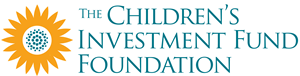 THE CHILDREN'S
INVESTMENT FUND
FOUNDATION